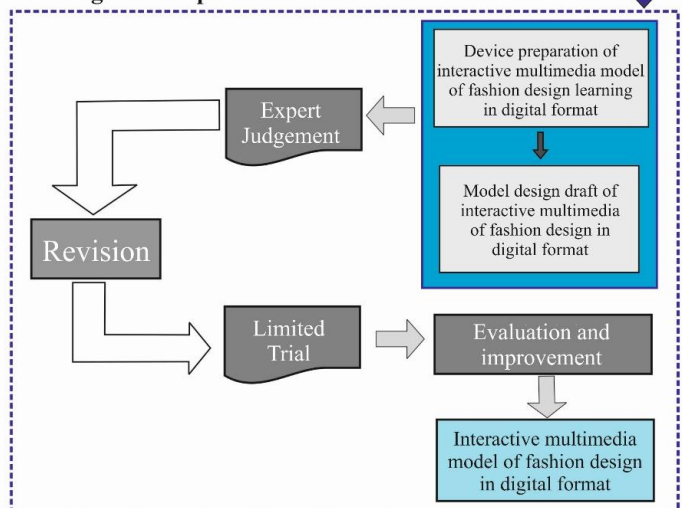 Device preparation of
interactive multimedia model
of fashion design learning
in digital format
Model design draft of
interactive multimedia
of fashion design in
digital format
Expert
Judgement
Revision
Limited
Trial
Evaluation and
improvement
Interactive multimedia
model of fashion design
in digital format